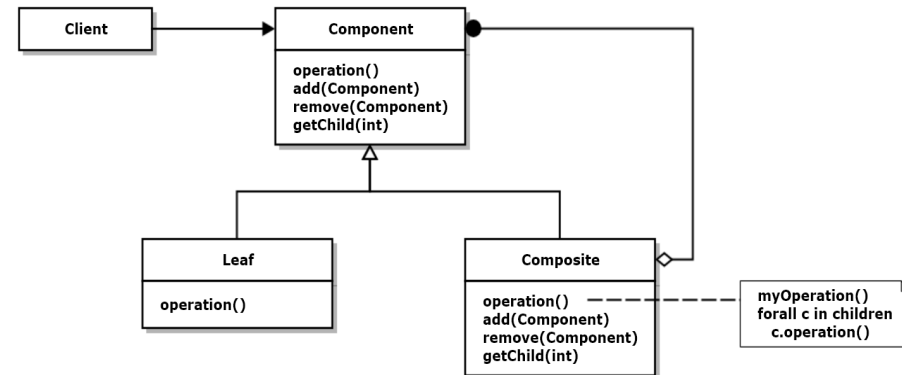 Client
Component
operation()
add(Component)
remove(Component)
getChild(int)
Leaf
operation()
Composite
operation()
add(Component)
remove(Component)
getChild(int)
myOperation()
forall c in children
c.operation()